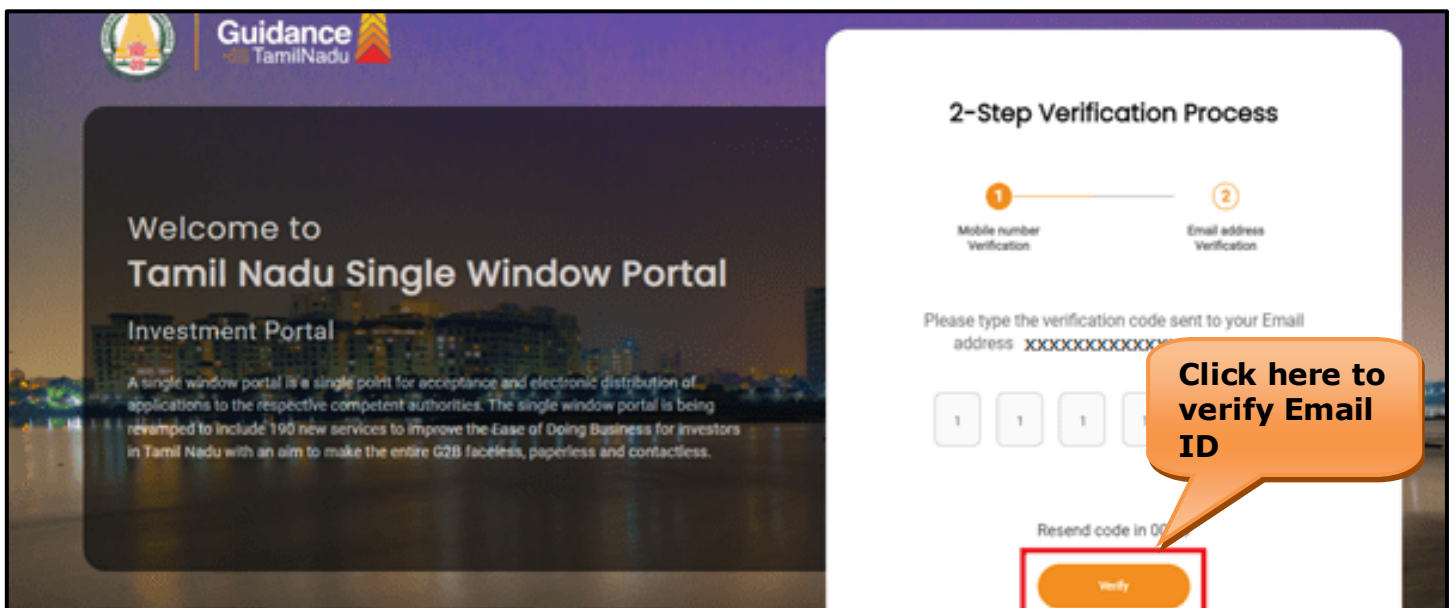 Guidance
TamilNadu
Welcome to
Tamil Nadu Single Window Portal
Investment Portal
A single window portal is a single point for acceptance and electronic distribution of
applications to the respective competent authorities. The single window portal is being
revamped to include 190 new services to improve the Ease of Doing Business for investors
in Tamil Nadu with an aim to make the entire G2B faceless, paperless and contactless.
2-Step Verification Process
1
2
Mobile number
Verification
Email address
Verification
Please type the verification code sent to your Email
address XXXXXXXXXXXXX
1 1 1 1
Click here to
verify Email
ID
Resend code in
Verify